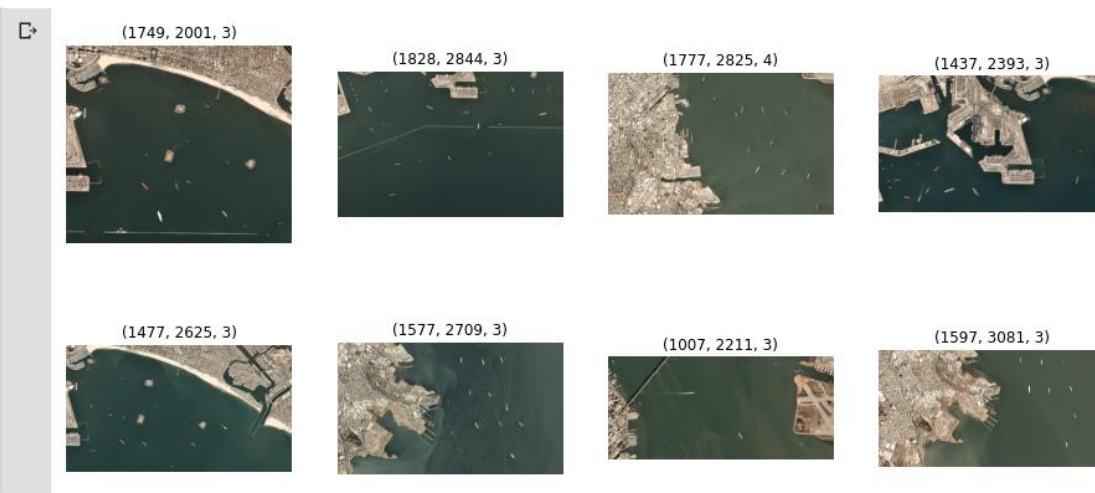 (1749, 2001, 3)
(1828, 2844, 3)
(1777, 2825, 4)
(1437, 2393, 3)
(1477, 2625, 3)
(1577, 2709, 3)
(1007, 2211, 3)
(1597, 3081, 3)